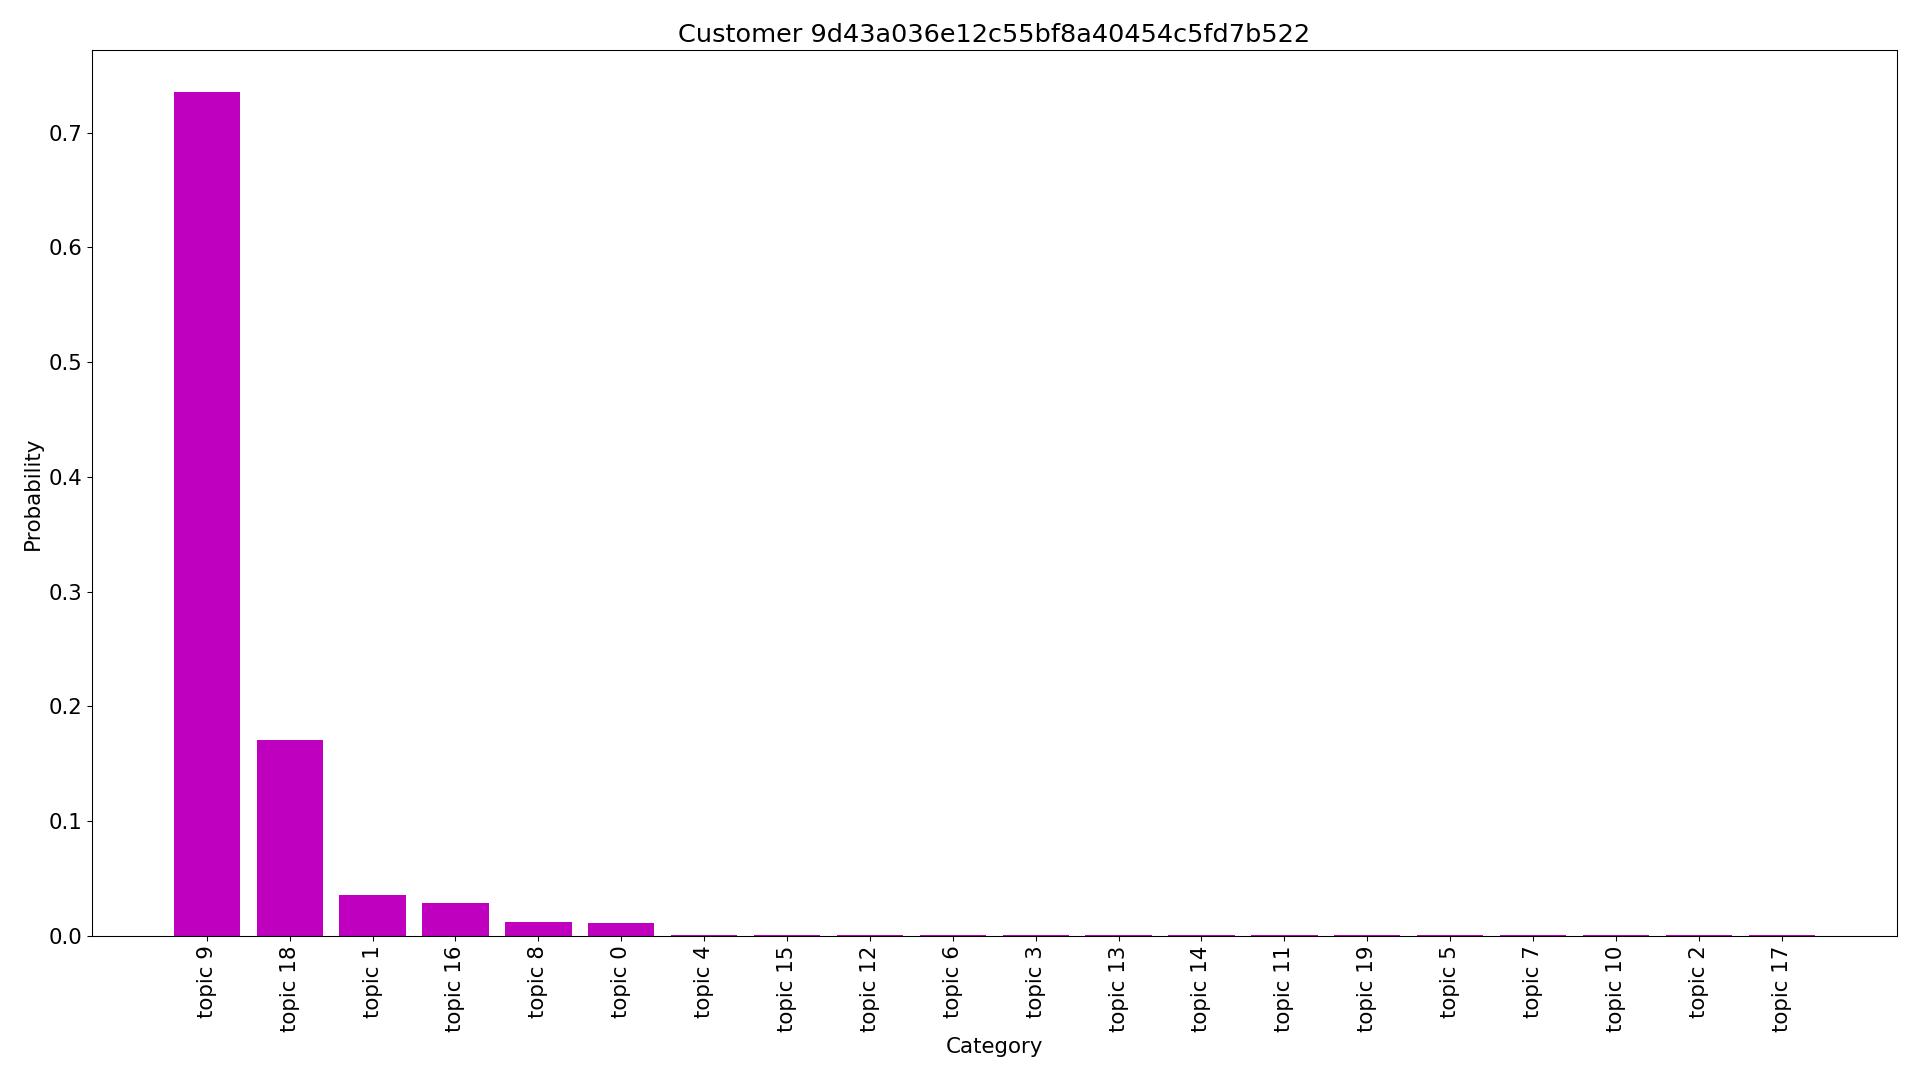 Customer 9d43a036e12c55bf8a40454c5fd7b522
Probability
0.7
0.6
0.5
0.4
0.3
0.2
0.1
0.0
topic 9
topic 18
topic 1
topic 16
topic 8
topic 0
topic 4
topic 15
topic 12
topic 6
topic 3
topic 13
topic 14
topic 11
topic 19
topic 5
topic 7
topic 10
topic 2
topic 17
Category